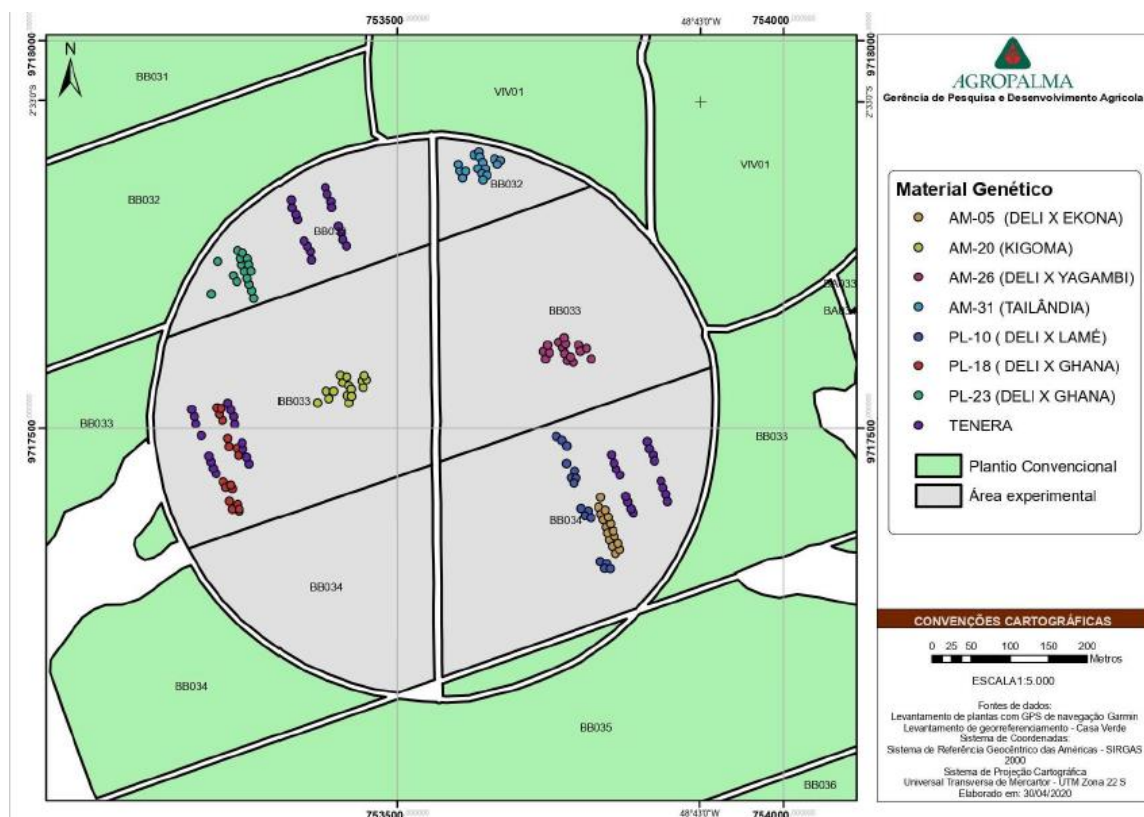 753500
48°43'0"W
754000
9718000
9718000
N
2°33'0"S
2°33'0"S
BB031
VIV01
VIV01
BB032
BB032
BB033
BB033
BB033
BB033
BB034
BB034
BB034
BB035
BB036
9717500
9717500
753500
48°43'0"W
754000
AGROPALMA
Gerência de Pesquisa e Desenvolvimento Agrícola
Material Genético
AM-05 (DELI X EKONA)
AM-20 (KIGOMA)
AM-26 (DELI X YAGAMBI)
AM-31 (TAILÂNDIA)
PL-10 ( DELI X LAMÉ)
PL-18 ( DELI X GHANA)
PL-23 (DELI X GHANA)
TENERA
Plantio Convencional
Área experimental
CONVENÇÕES CARTOGRÁFICAS
0 25 50 100 150 200
Metros
ESCALA1:5.000
Fontes de dados:
Levantamento de plantas com GPS de navegação Garmin
Levantamento de georreferenciamento - Casa Verde
Sistema de Coordenadas:
Sistema de Referência Geocêntrico das Américas - SIRGAS
2000
Sistema de Projeção Cartográfica
Universal Transversa de Mercartor - UTM Zona 22 S
Elaborado em: 30/04/2020